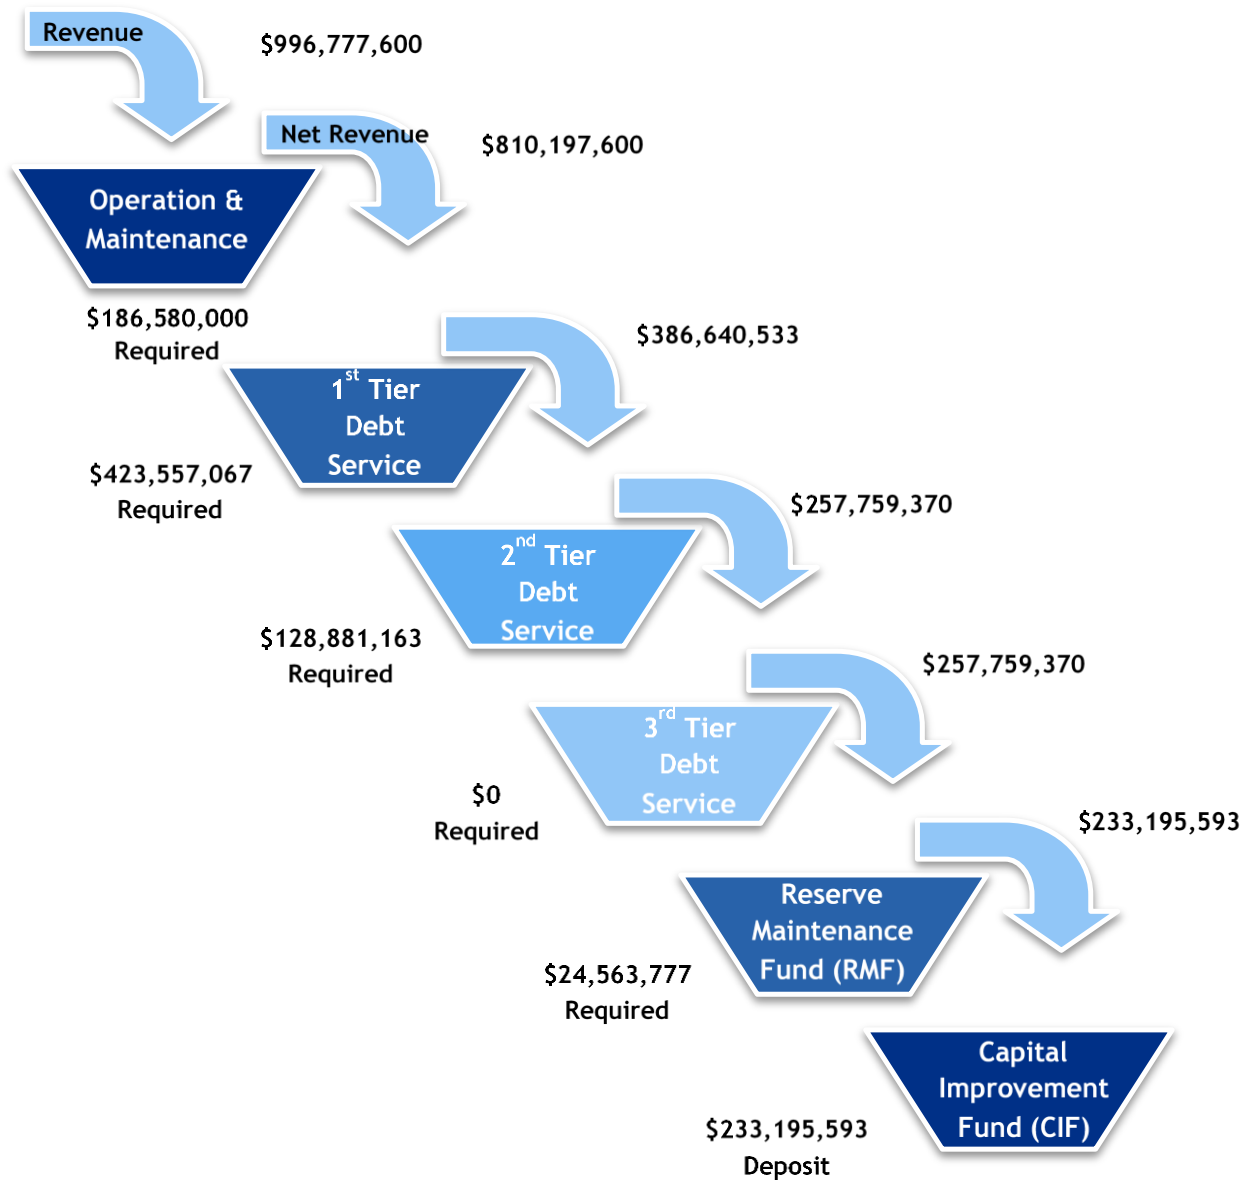 Revenue
$996,777,600
Net Revenue
$810,197,600
Operation &
Maintenance
$186,580,000
Required
$386,640,533
1st Tier
Debt
Service
$423,557,067
Required
$257,759,370
2nd Tier
Debt
Service
$128,881,163
Required
$257,759,370
3rd Tier
Debt
Service
$0
Required
$233,195,593
Reserve
Maintenance
Fund (RMF)
$24,563,777
Required
Capital
Improvement
Fund (CIF)
$233,195,593
Deposit